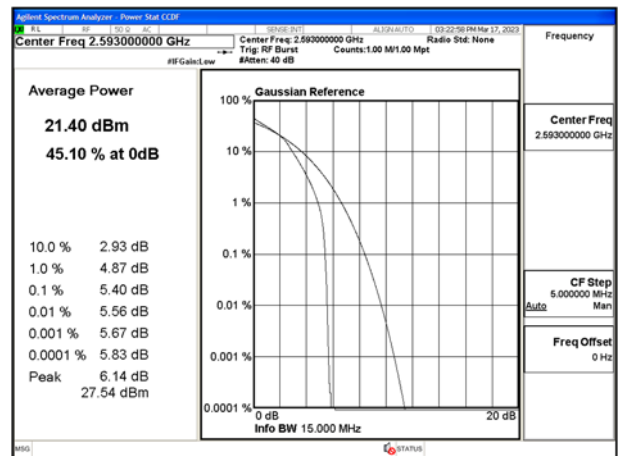 Agilent Spectrum Analyzer - Power Stat CCDF
RL RF 50 Ω AC SENSE:INT ALIGN AUTO 03:22:58 PM Mar 17, 2023
Center Freq 2.593000000 GHz
Center Freq: 2.593000000 GHz Radio Std: None
Trig: RF Burst Counts:1.00 M/1.00 Mpt
#IFGain:Low #Atten: 40 dB
Frequency
Average Power
21.40 dBm
45.10 % at 0dB
10.0 % 2.93 dB
1.0 % 4.87 dB
0.1 % 5.40 dB
0.01 % 5.56 dB
0.001 % 5.67 dB
0.0001 % 5.83 dB
Peak 6.14 dB
27.54 dBm
Gaussian Reference
100 %
10 %
1 %
0.1 %
0.01 %
0.001 %
0.0001 %
0 dB 20 dB
Info BW 15.000 MHz
Center Freq
2.593000000 GHz
CF Step
5.000000 MHz
Auto Man
Freq Offset
0 Hz
MSG STATUS